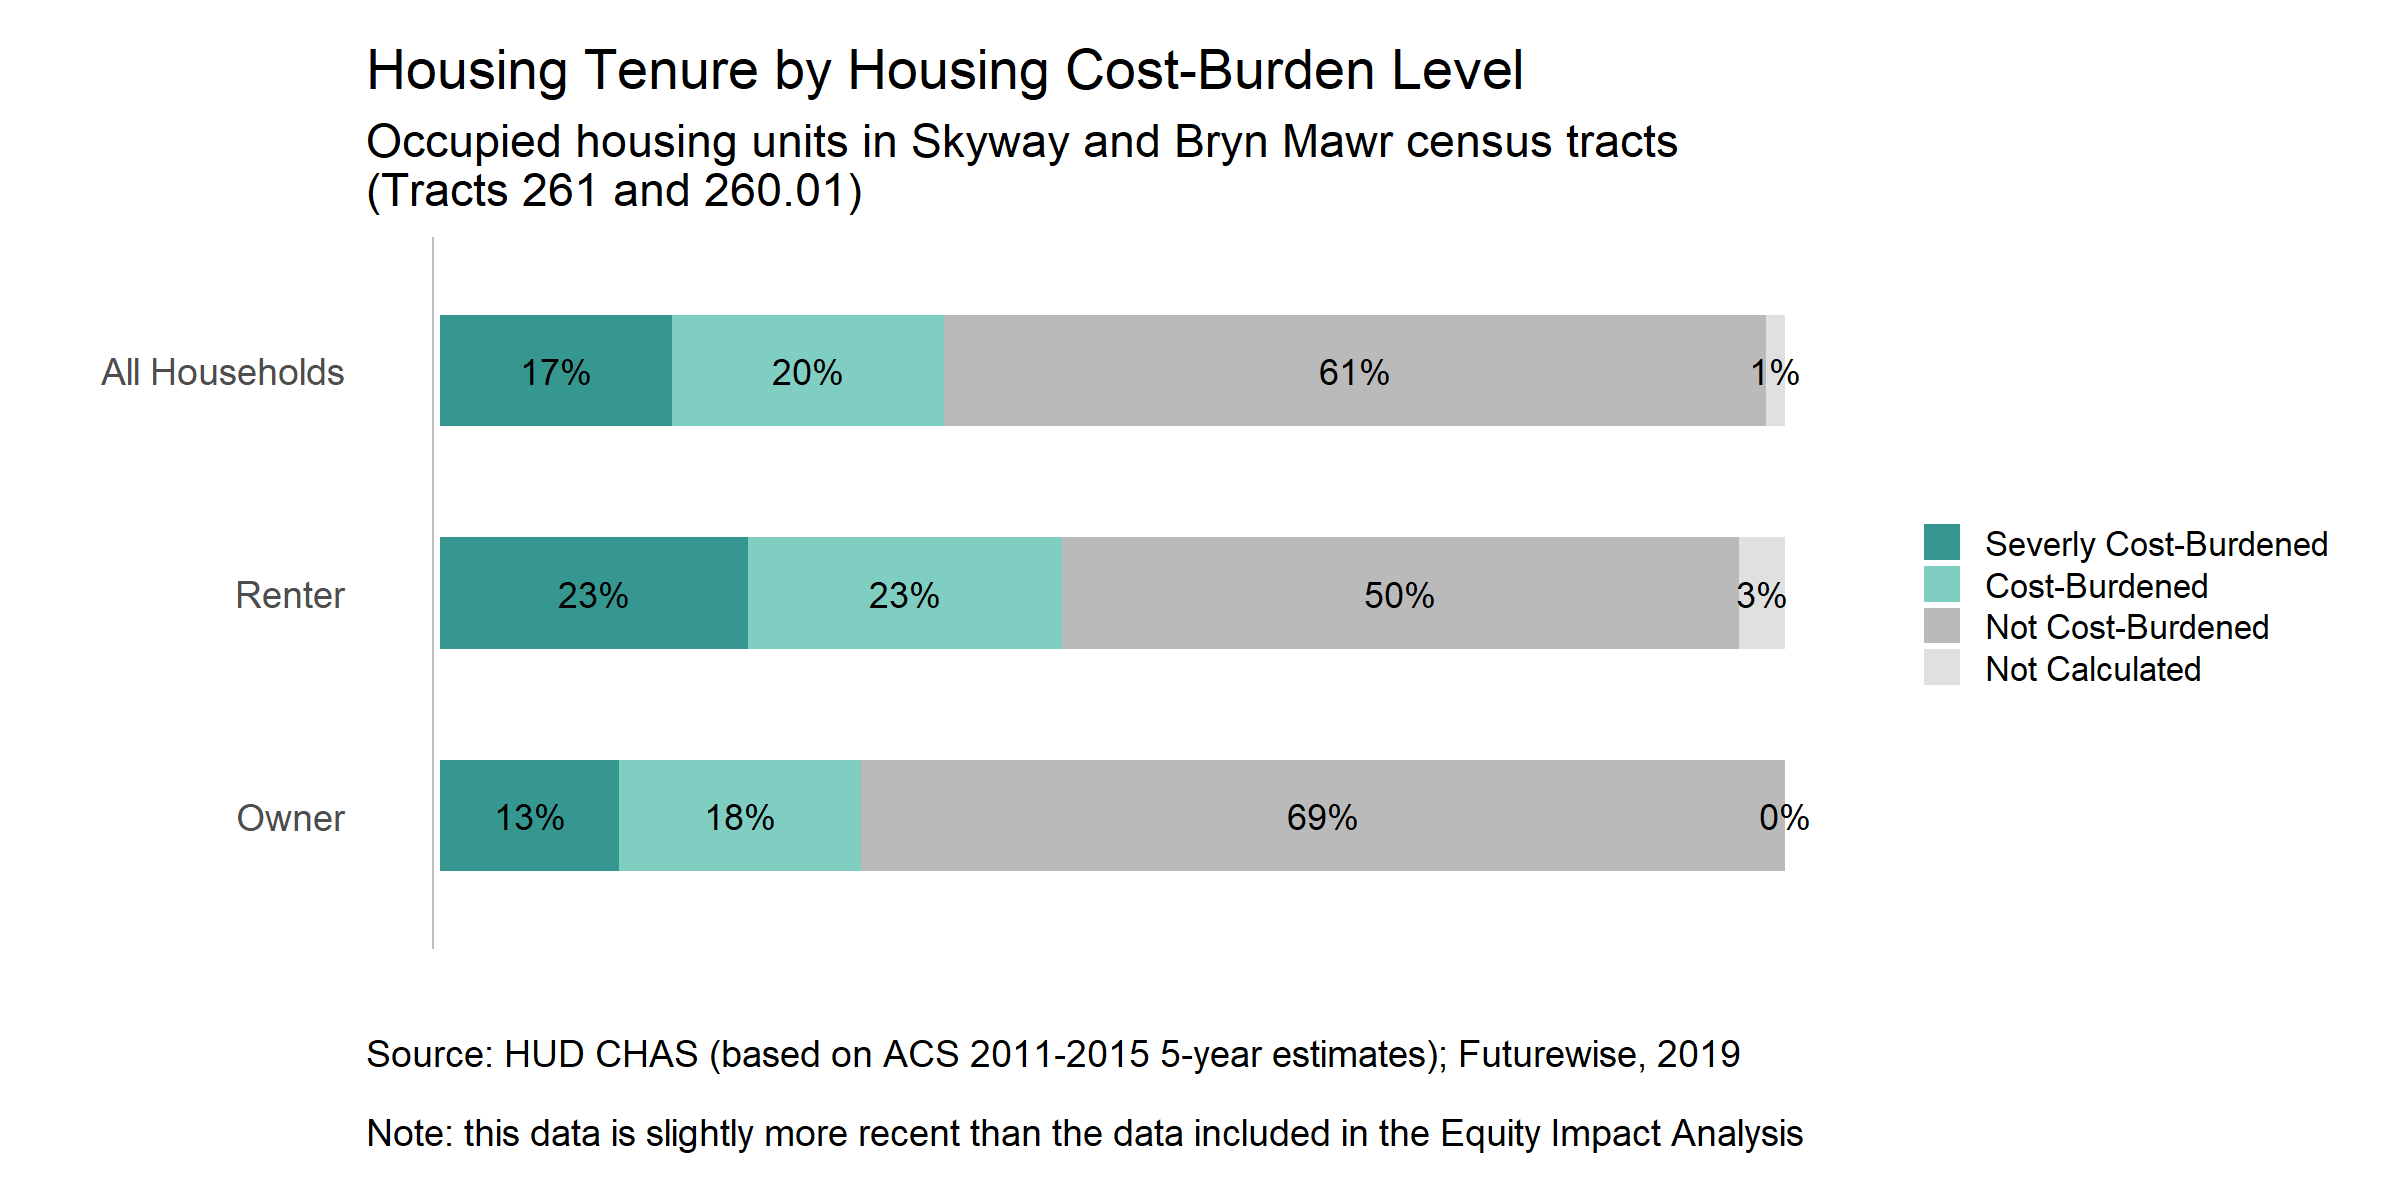 Housing Tenure by Housing Cost-Burden Level
Occupied housing units in Skyway and Bryn Mawr census tracts
(Tracts 261 and 260.01)
All Households
17%
20%
61%
1%
Renter
23%
23%
50%
3%
Owner
13%
18%
69%
0%
Severly Cost-Burdened
Cost-Burdened
Not Cost-Burdened
Not Calculated
Source: HUD CHAS (based on ACS 2011-2015 5-year estimates); Futurewise, 2019
Note: this data is slightly more recent than the data included in the Equity Impact Analysis